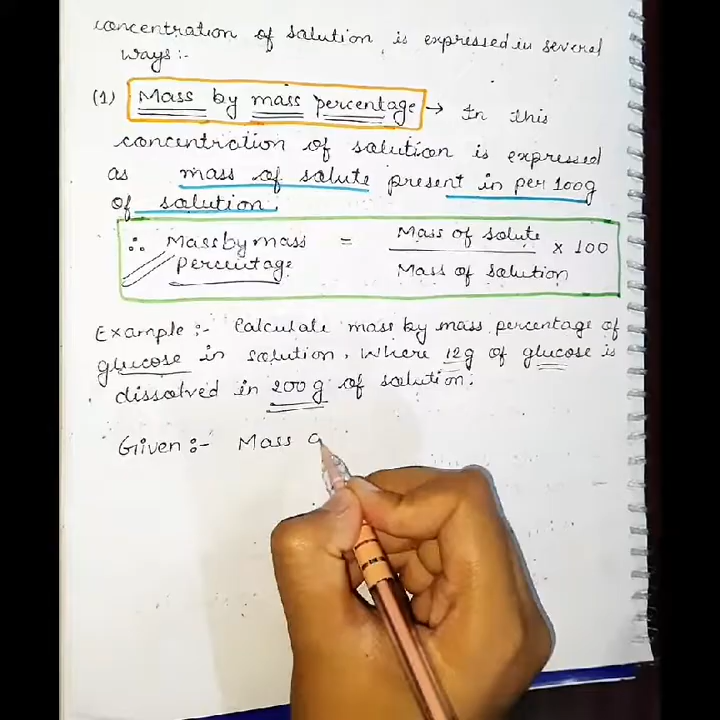 concentration of solution is expressed in several
ways :-
(1) Mass by mass percentage → In this
concentration of solution is expressed
as mass of solute present in per 100g
of solution.
∴ Mass by mass percentage = Mass of solute / Mass of solution x 100
Example :- Calculate mass by mass percentage of
glucose in solution, where 12g of glucose is
dissolved in 200 g of solution.
Given :- Mass o